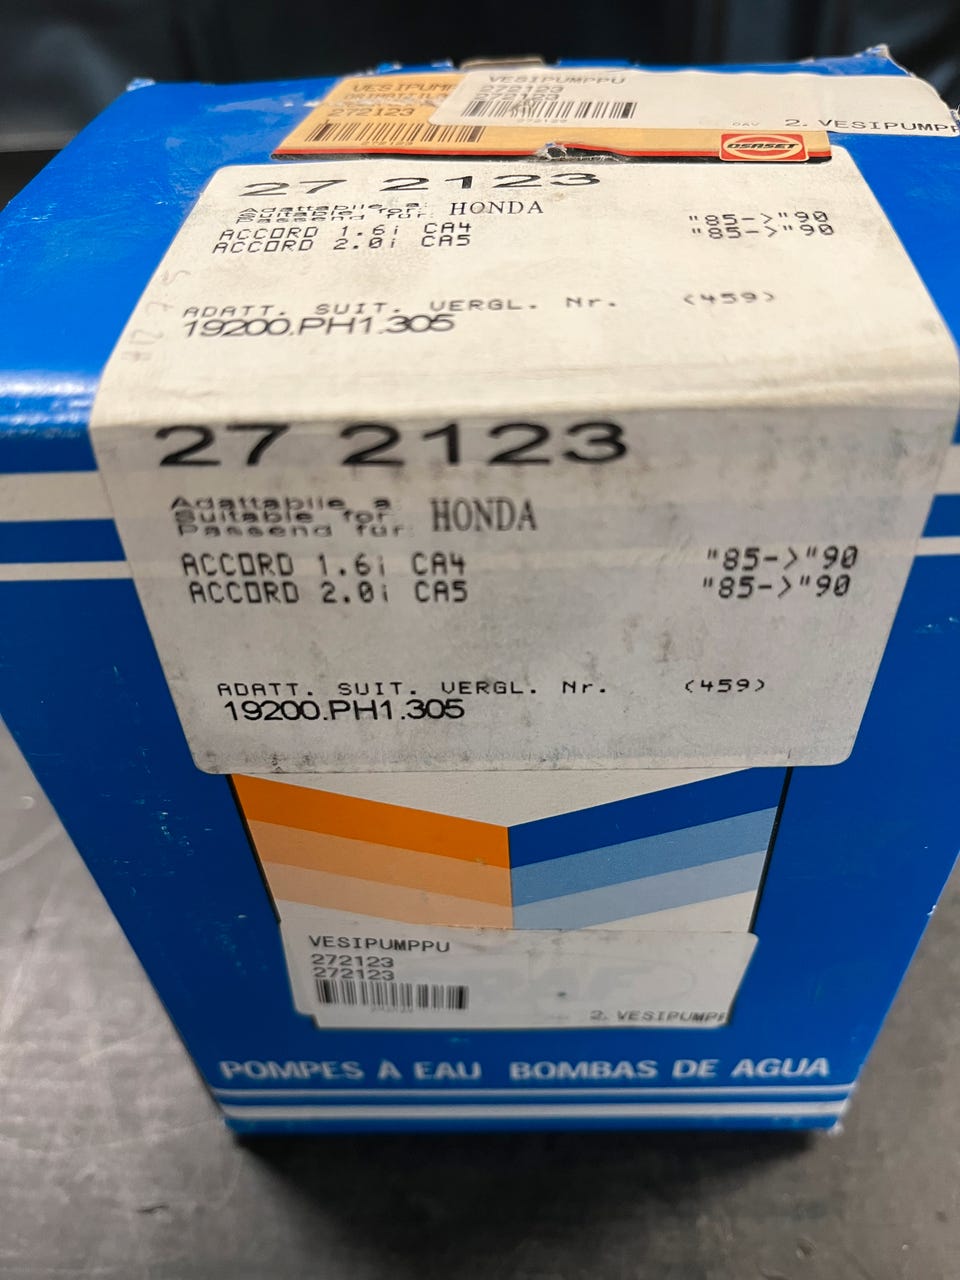 VESIPUMPPU
272123
272123
2. VESIPUMPP
272123
OSASET
27 2123
Adattabile a:
Suitable for:
Passend für:
HONDA
ACCORD 1.6i CA4 "85->"90
ACCORD 2.0i CA5 "85->"90
ADATT. SUIT. VERGL. Nr. (459)
19200.PH1.305
27 2123
Adattabile a:
Suitable for:
Passend für:
HONDA
ACCORD 1.6i CA4 "85->"90
ACCORD 2.0i CA5 "85->"90
ADATT. SUIT. VERGL. Nr. (459)
19200.PH1.305
VESIPUMPPU
272123
272123
2. VESIPUMPP
POMPES À EAU BOMBAS DE AGUA